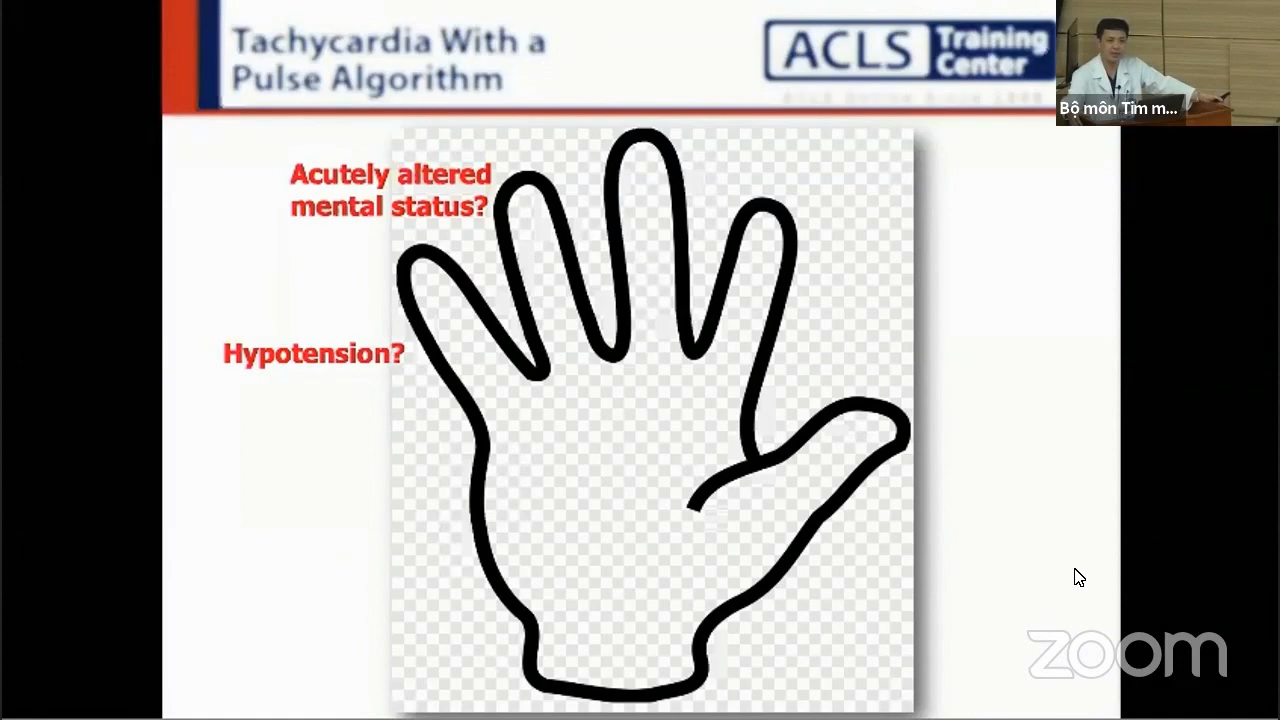 Tachycardia With a
Pulse Algorithm
ACLS Training
Center
Bộ môn Tim m...
Acutely altered
mental status?
Hypotension?
zoom